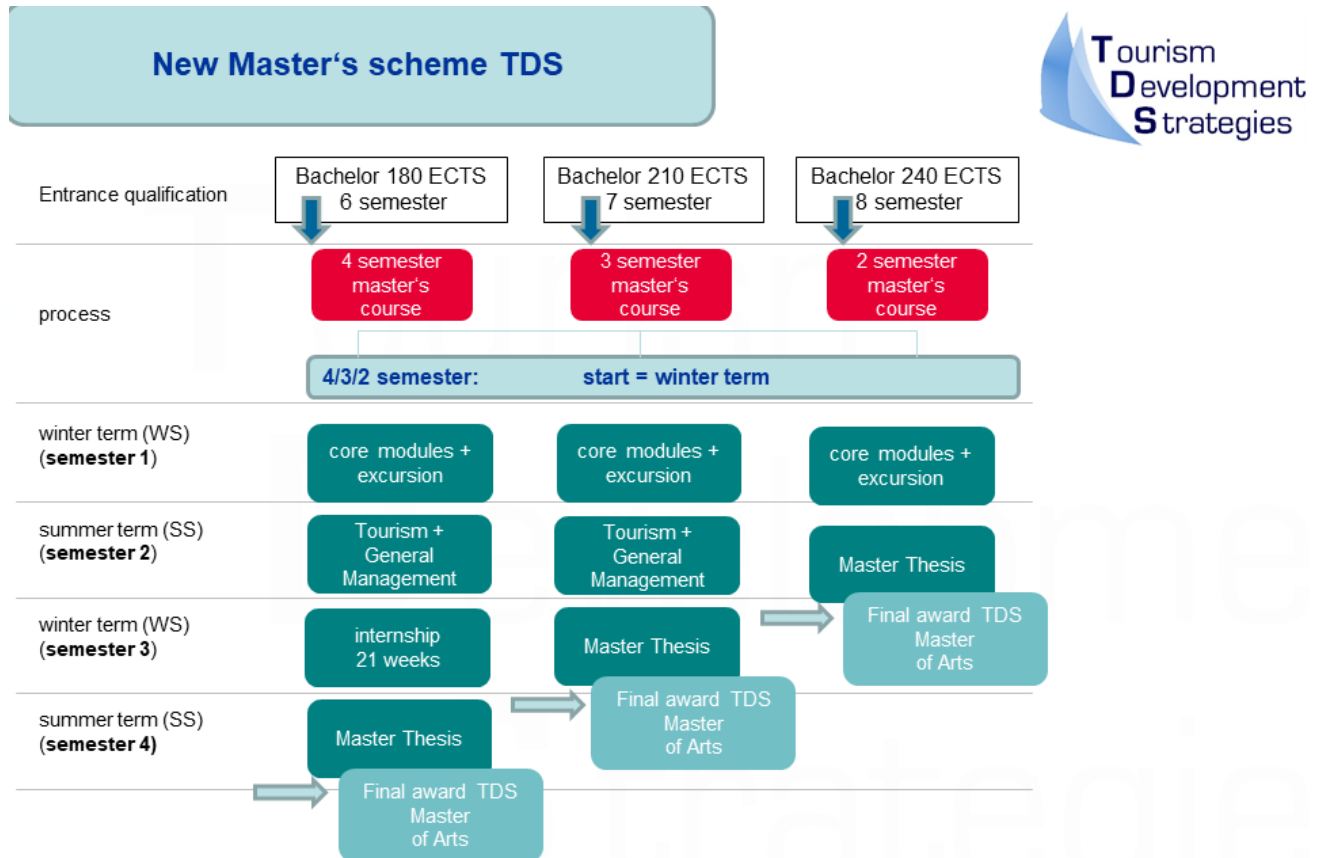 New Master‘s scheme TDS
Tourism
Development
Strategies
Entrance qualification
Bachelor 180 ECTS
6 semester
Bachelor 210 ECTS
7 semester
Bachelor 240 ECTS
8 semester
process
4 semester
master‘s
course
3 semester
master‘s
course
2 semester
master‘s
course
4/3/2 semester: start = winter term
winter term (WS)
(semester 1)
core modules +
excursion
core modules +
excursion
core modules +
excursion
summer term (SS)
(semester 2)
Tourism +
General
Management
Tourism +
General
Management
Master Thesis
winter term (WS)
(semester 3)
internship
21 weeks
Master Thesis
Final award TDS
Master
of Arts
summer term (SS)
(semester 4)
Master Thesis
Final award TDS
Master
of Arts
Final award TDS
Master
of Arts